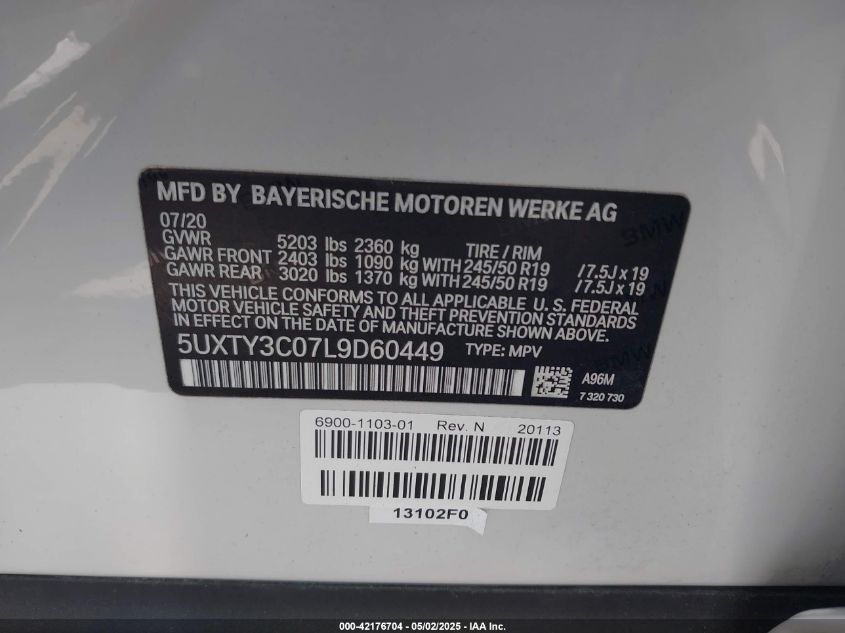 MFD BY BAYERISCHE MOTOREN WERKE AG
07/20
GVWR 5203 lbs 2360 kg TIRE / RIM
GAWR FRONT 2403 lbs 1090 kg WITH 245/50 R19 / 7.5J x 19
GAWR REAR 3020 lbs 1370 kg WITH 245/50 R19 / 7.5J x 19
THIS VEHICLE CONFORMS TO ALL APPLICABLE U. S. FEDERAL
MOTOR VEHICLE SAFETY AND THEFT PREVENTION STANDARDS
IN EFFECT ON THE DATE OF MANUFACTURE SHOWN ABOVE.
5UXTY3C07L9D60449 TYPE: MPV
A96M
7 320 730
6900-1103-01 Rev. N 20113
13102F0
000-42176704 - 05/02/2025 - IAA Inc.